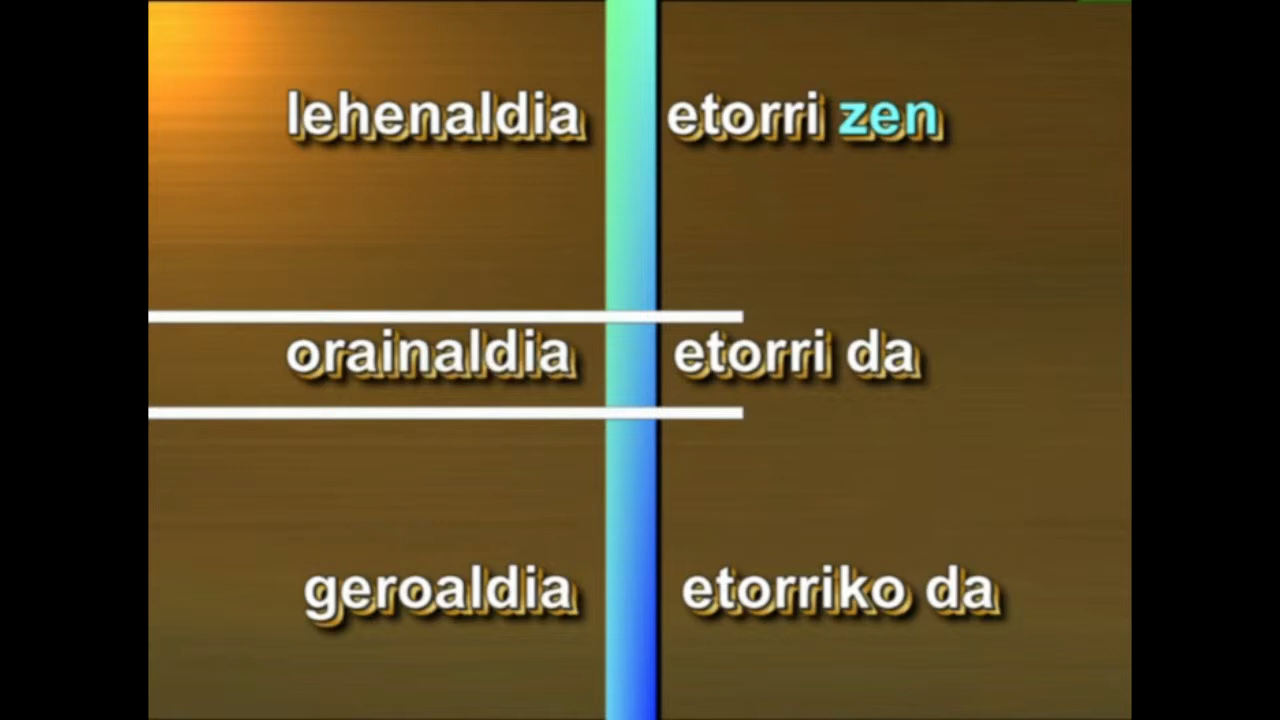 lehenaldia etorri zen
orainaldia etorri da
geroaldia etorriko da